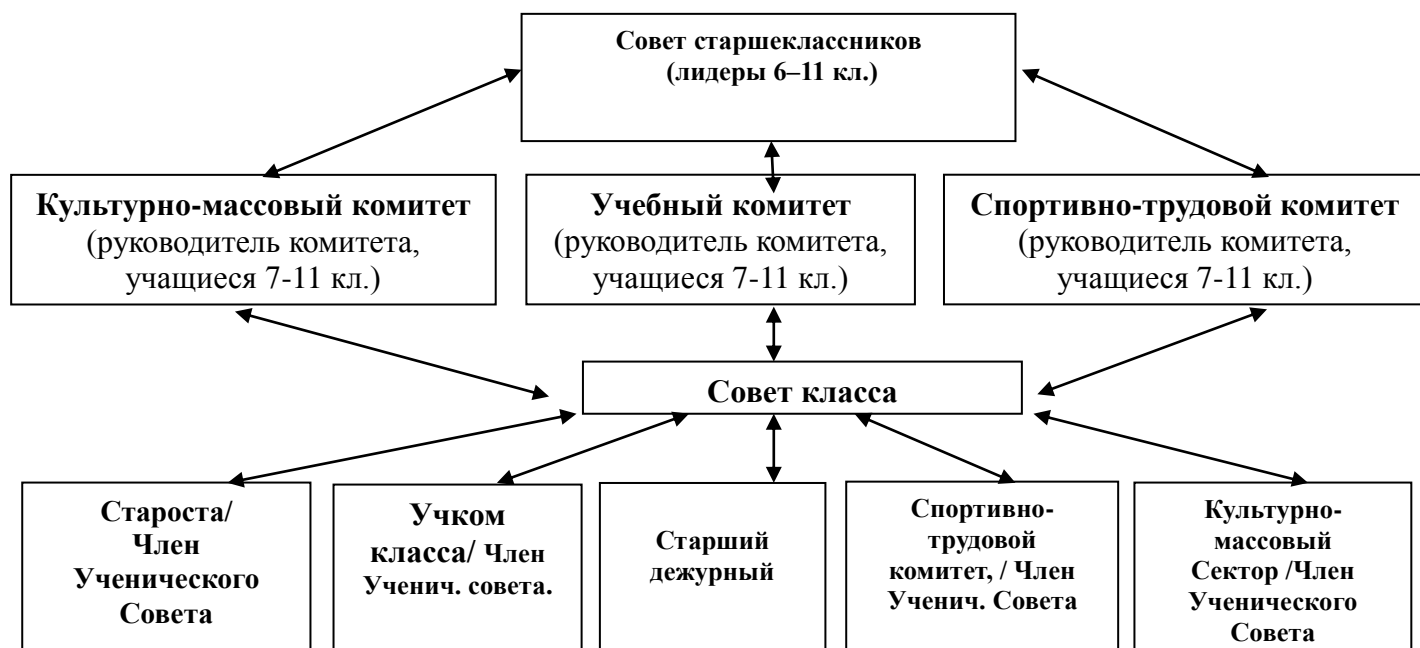 Совет старшеклассников
(лидеры 6–11 кл.)
Культурно-массовый комитет
(руководитель комитета,
учащиеся 7-11 кл.)
Учебный комитет
(руководитель комитета,
учащиеся 7-11 кл.)
Спортивно-трудовой комитет
(руководитель комитета,
учащиеся 7-11 кл.)
Совет класса
Староста/
Член
Ученического
Совета
Учком
класса/ Член
Ученич. совета.
Старший
дежурный
Спортивно-
трудовой
комитет, / Член
Ученич. Совета
Культурно-
массовый
Сектор /Член
Ученического
Совета